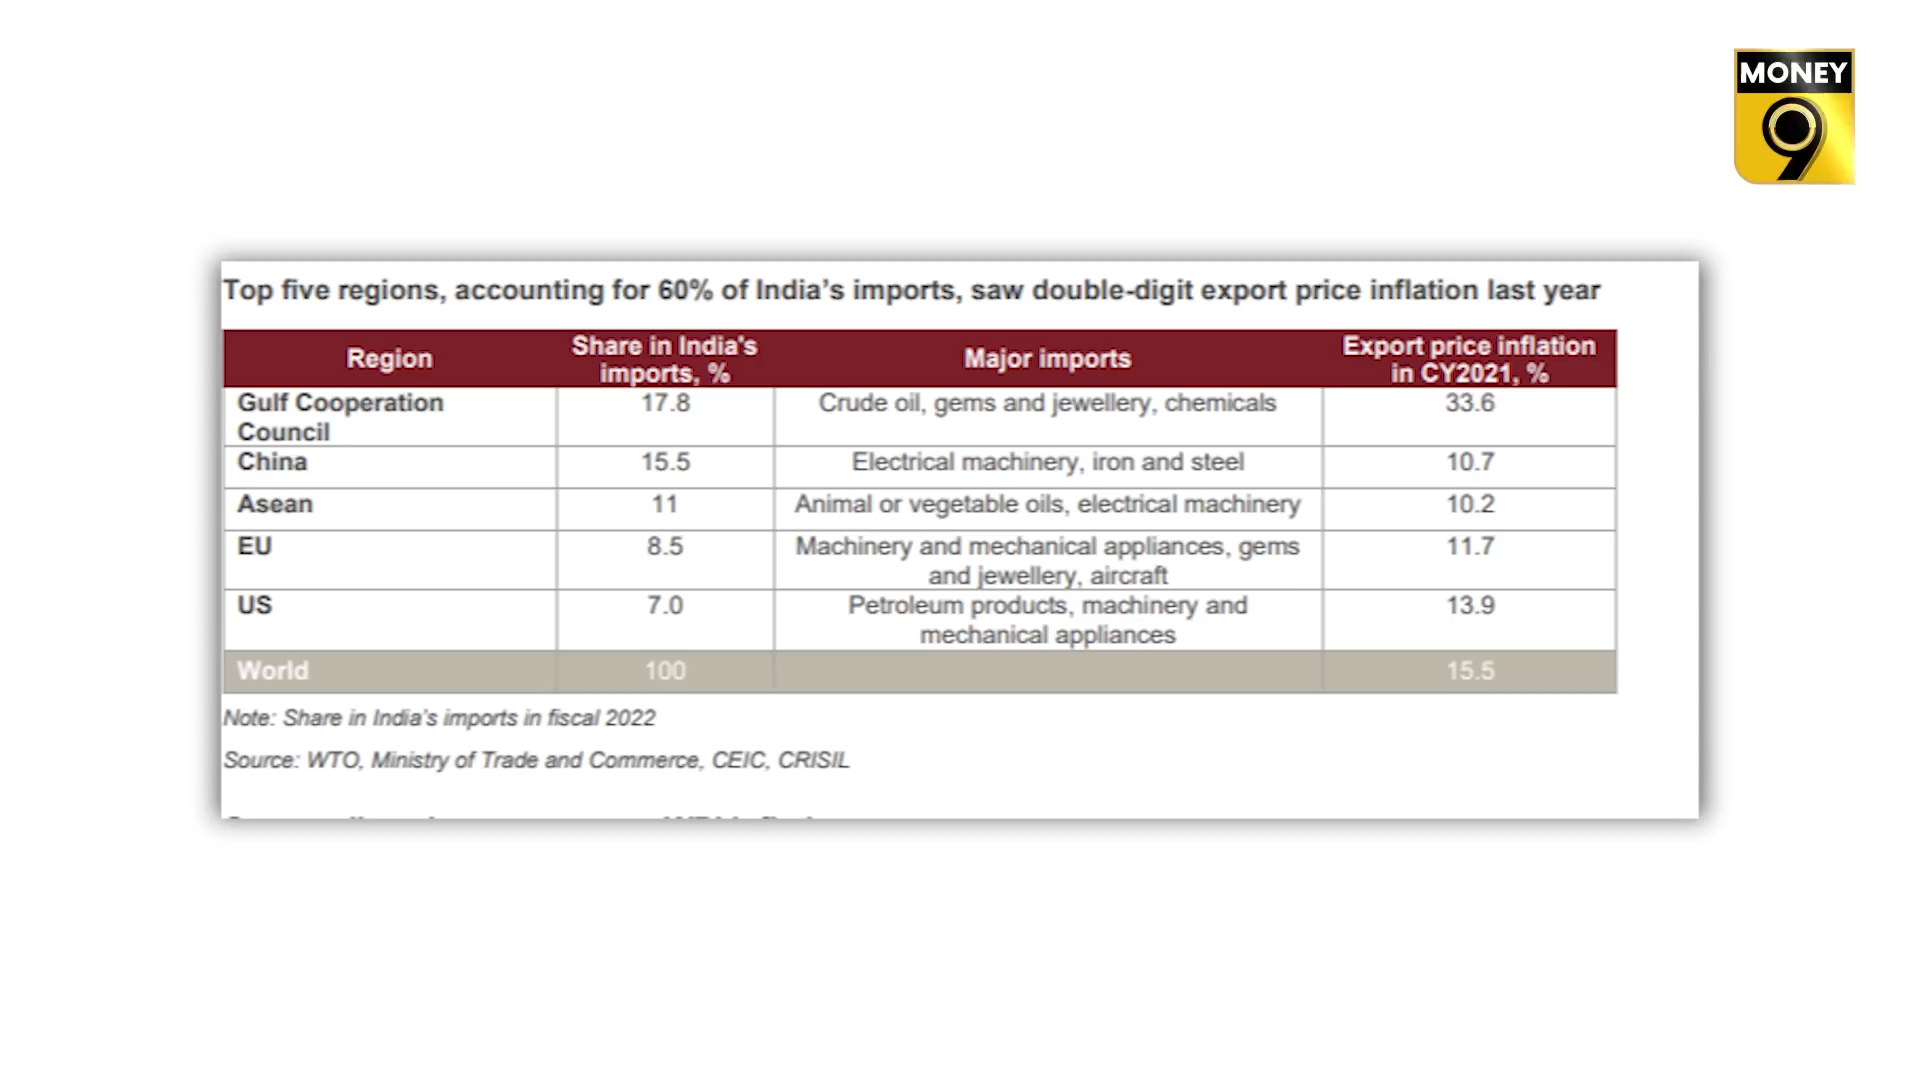 MONEY
9
Top five regions, accounting for 60% of India's imports, saw double-digit export price inflation last year
Region
Share in India's
imports, %
Major imports
Export price inflation
in CY2021, %
Gulf Cooperation
Council
17.8
Crude oil, gems and jewellery, chemicals
33.6
China
15.5
Electrical machinery, iron and steel
10.7
Asean
11
Animal or vegetable oils, electrical machinery
10.2
EU
8.5
Machinery and mechanical appliances, gems
and jewellery, aircraft
11.7
US
7.0
Petroleum products, machinery and
mechanical appliances
13.9
World
100
15.5
Note: Share in India's imports in fiscal 2022
Source: WTO, Ministry of Trade and Commerce, CEIC, CRISIL